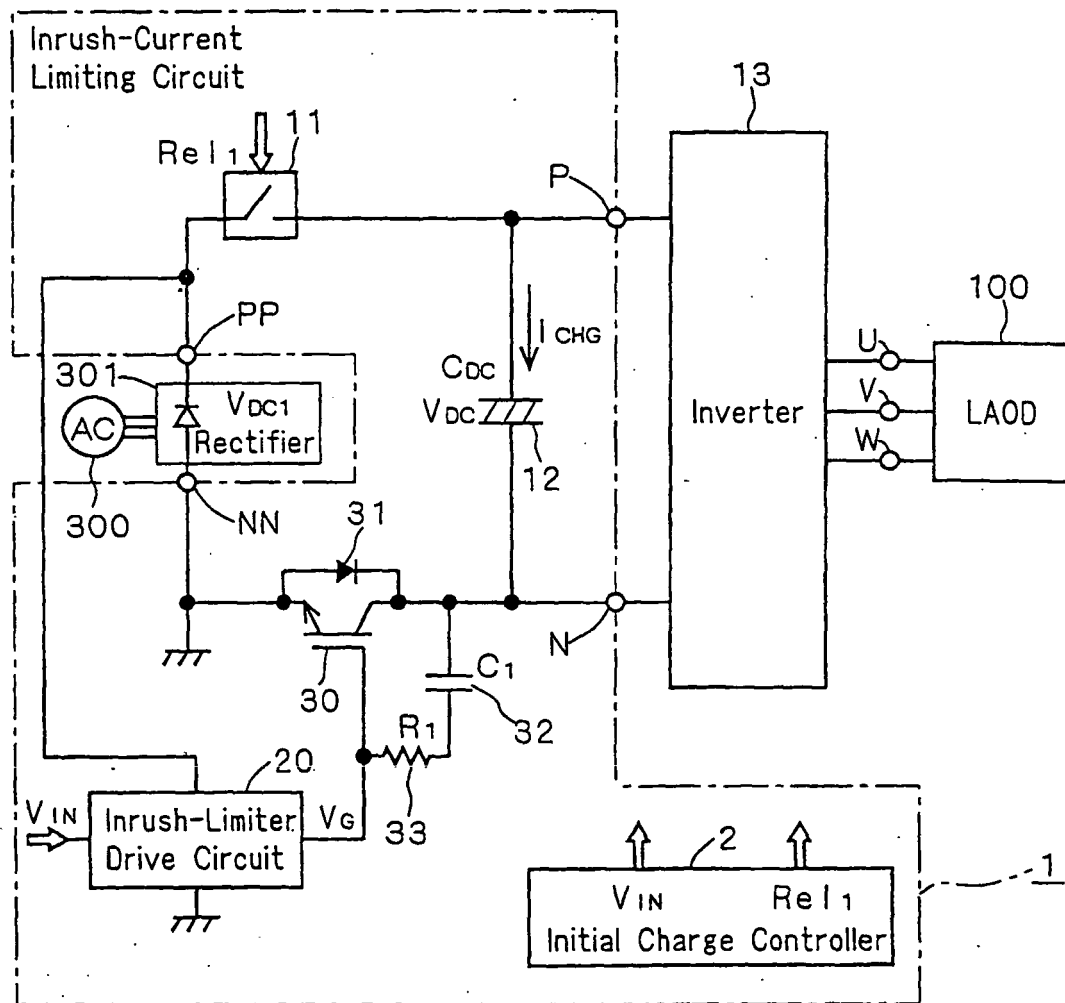 Inrush-Current
Limiting Circuit
13
11
Rel1
P
PP
100
iCHG
U
301
CDC
VDC1
VDC
V
AC
Rectifier
Inverter
LAOD
W
12
300
NN
31
N
30
C1
32
R1
20
VIN
Inrush-Limiter
Drive Circuit
VG
33
2
1
VIN
Rel1
Initial Charge Controller